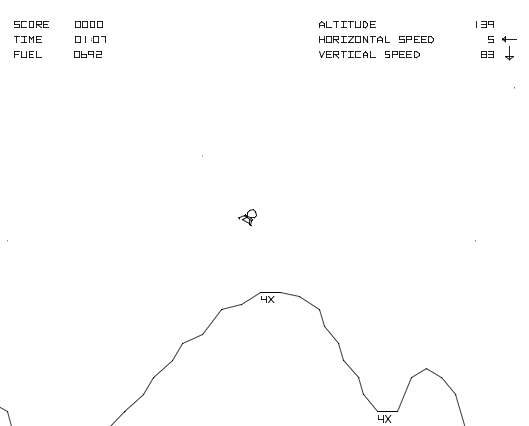 SCORE 0000
TIME 01:07
FUEL 0692
ALTITUDE 139
HORIZONTAL SPEED 5 ←
VERTICAL SPEED 83 ↓
4X
4X